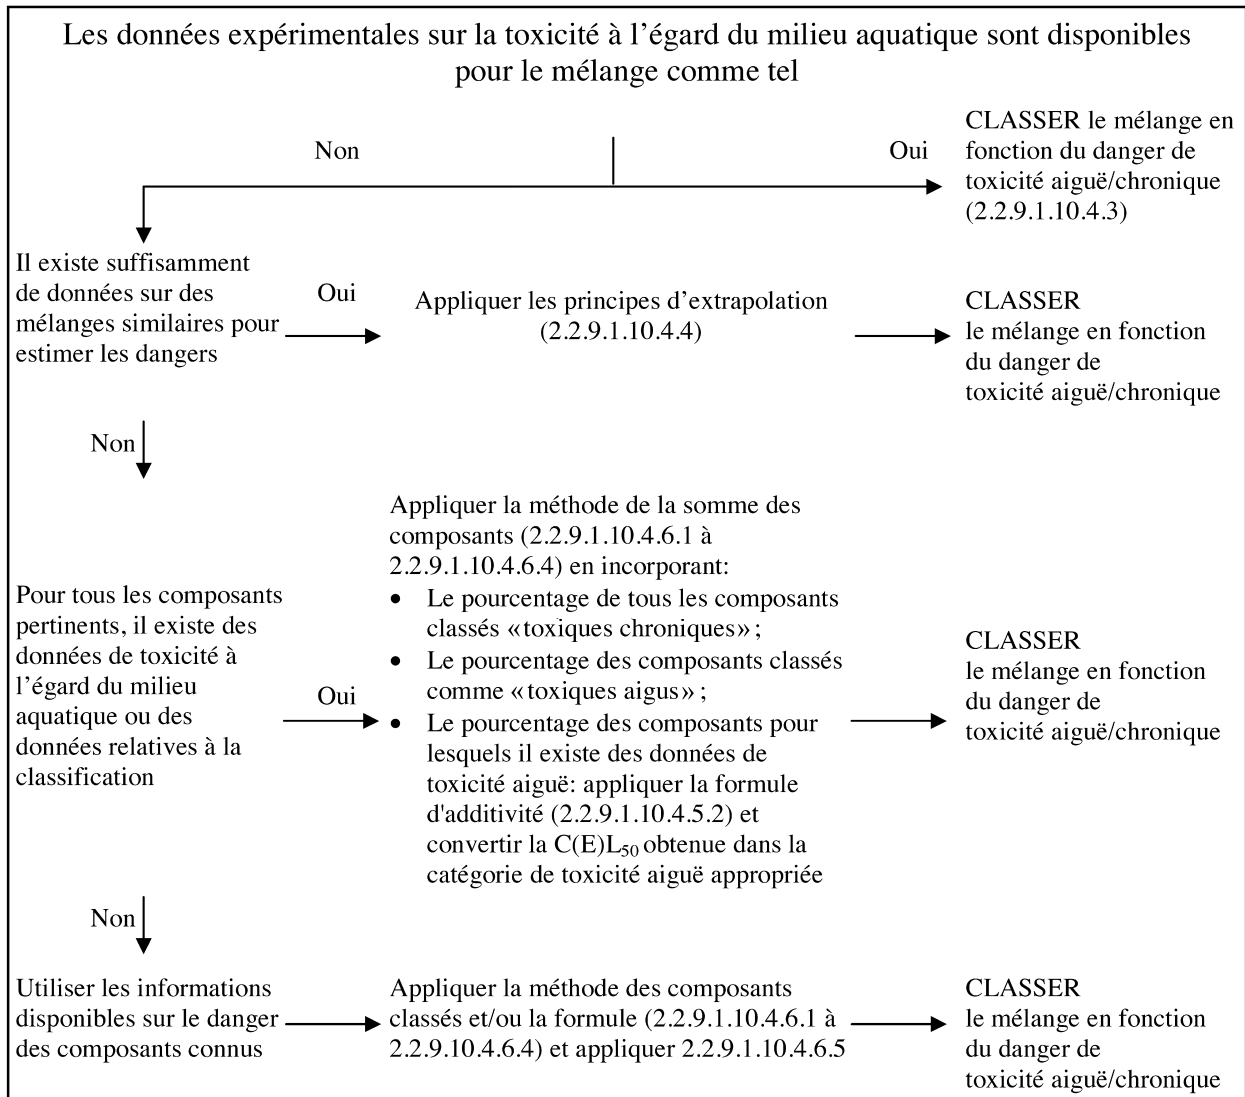 Les données expérimentales sur la toxicité à l’égard du milieu aquatique sont disponibles
pour le mélange comme tel
Non
Oui
CLASSER le mélange en
fonction du danger de
toxicité aiguë/chronique
(2.2.9.1.10.4.3)
Il existe suffisamment
de données sur des
mélanges similaires pour
estimer les dangers
Oui
Appliquer les principes d’extrapolation
(2.2.9.1.10.4.4)
CLASSER
le mélange en fonction
du danger de
toxicité aiguë/chronique
Non
Pour tous les composants
pertinents, il existe des
données de toxicité à
l’égard du milieu
aquatique ou des
données relatives à la
classification
Oui
Appliquer la méthode de la somme des
composants (2.2.9.1.10.4.6.1 à
2.2.9.1.10.4.6.4) en incorporant:
• Le pourcentage de tous les composants
classés «toxiques chroniques»;
• Le pourcentage des composants classés
comme «toxiques aigus»;
• Le pourcentage des composants pour
lesquels il existe des données de
toxicité aiguë: appliquer la formule
d'additivité (2.2.9.1.10.4.5.2) et
convertir la C(E)L50 obtenue dans la
catégorie de toxicité aiguë appropriée
CLASSER
le mélange en fonction
du danger de
toxicité aiguë/chronique
Non
Utiliser les informations
disponibles sur le danger
des composants connus
Appliquer la méthode des composants
classés et/ou la formule (2.2.9.1.10.4.6.1 à
2.2.9.10.4.6.4) et appliquer 2.2.9.1.10.4.6.5
CLASSER
le mélange en fonction
du danger de
toxicité aiguë/chronique